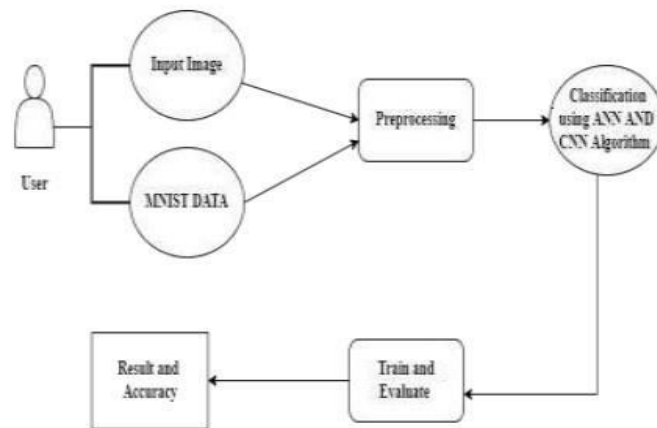 Input Image
User
MNIST DATA
Preprocessing
Classification
using ANN AND
CNN Algorithm
Train and
Evaluate
Result and
Accuracy